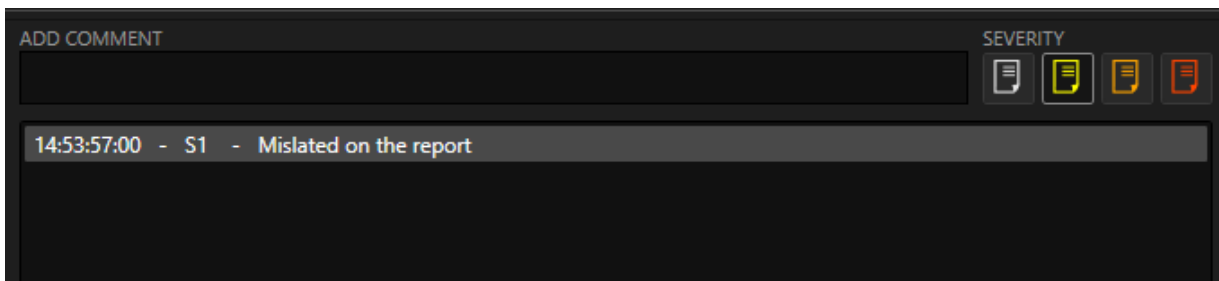 ADD COMMENT
SEVERITY
14:53:57:00 - S1 - Mislated on the report